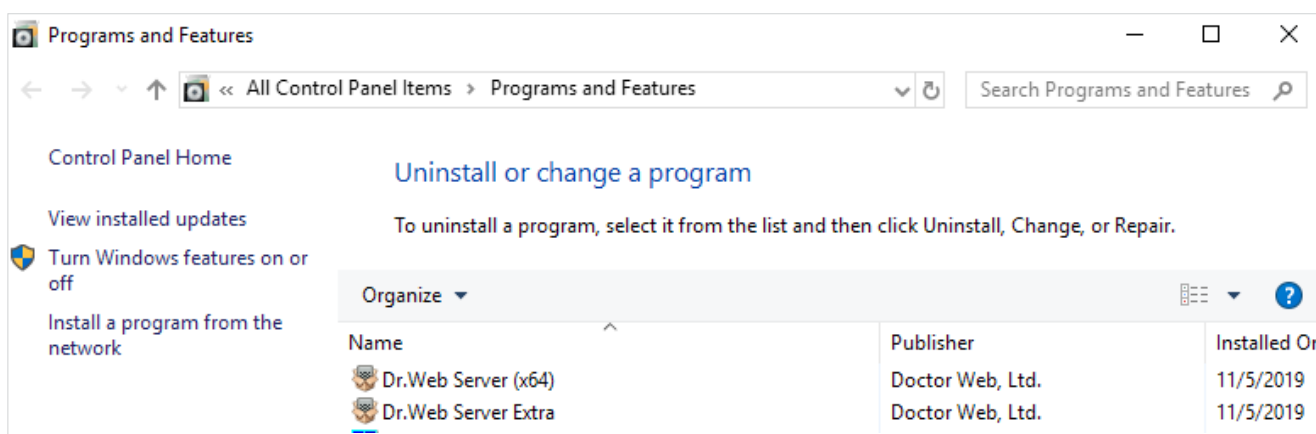 Programs and Features
« All Control Panel Items > Programs and Features
Search Programs and Features
Control Panel Home
View installed updates
Turn Windows features on or
off
Install a program from the
network
Uninstall or change a program
To uninstall a program, select it from the list and then click Uninstall, Change, or Repair.
Organize
Name Publisher Installed Or
Dr.Web Server (x64) Doctor Web, Ltd. 11/5/2019
Dr.Web Server Extra Doctor Web, Ltd. 11/5/2019